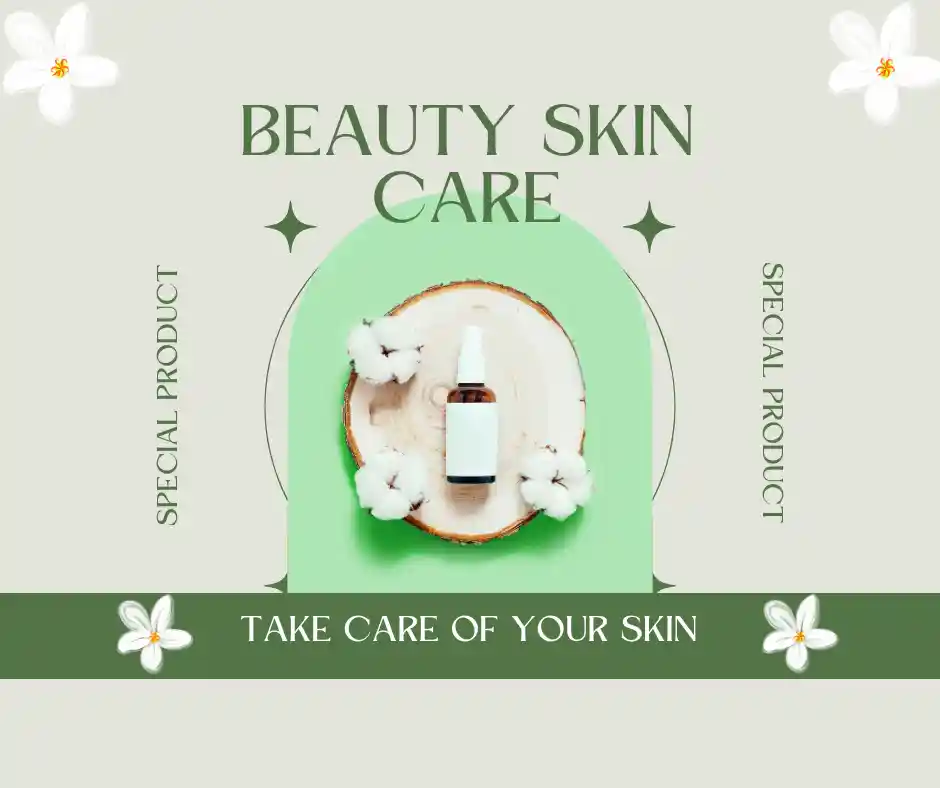 BEAUTY SKIN
CARE
SPECIAL PRODUCT
SPECIAL PRODUCT
TAKE CARE OF YOUR SKIN